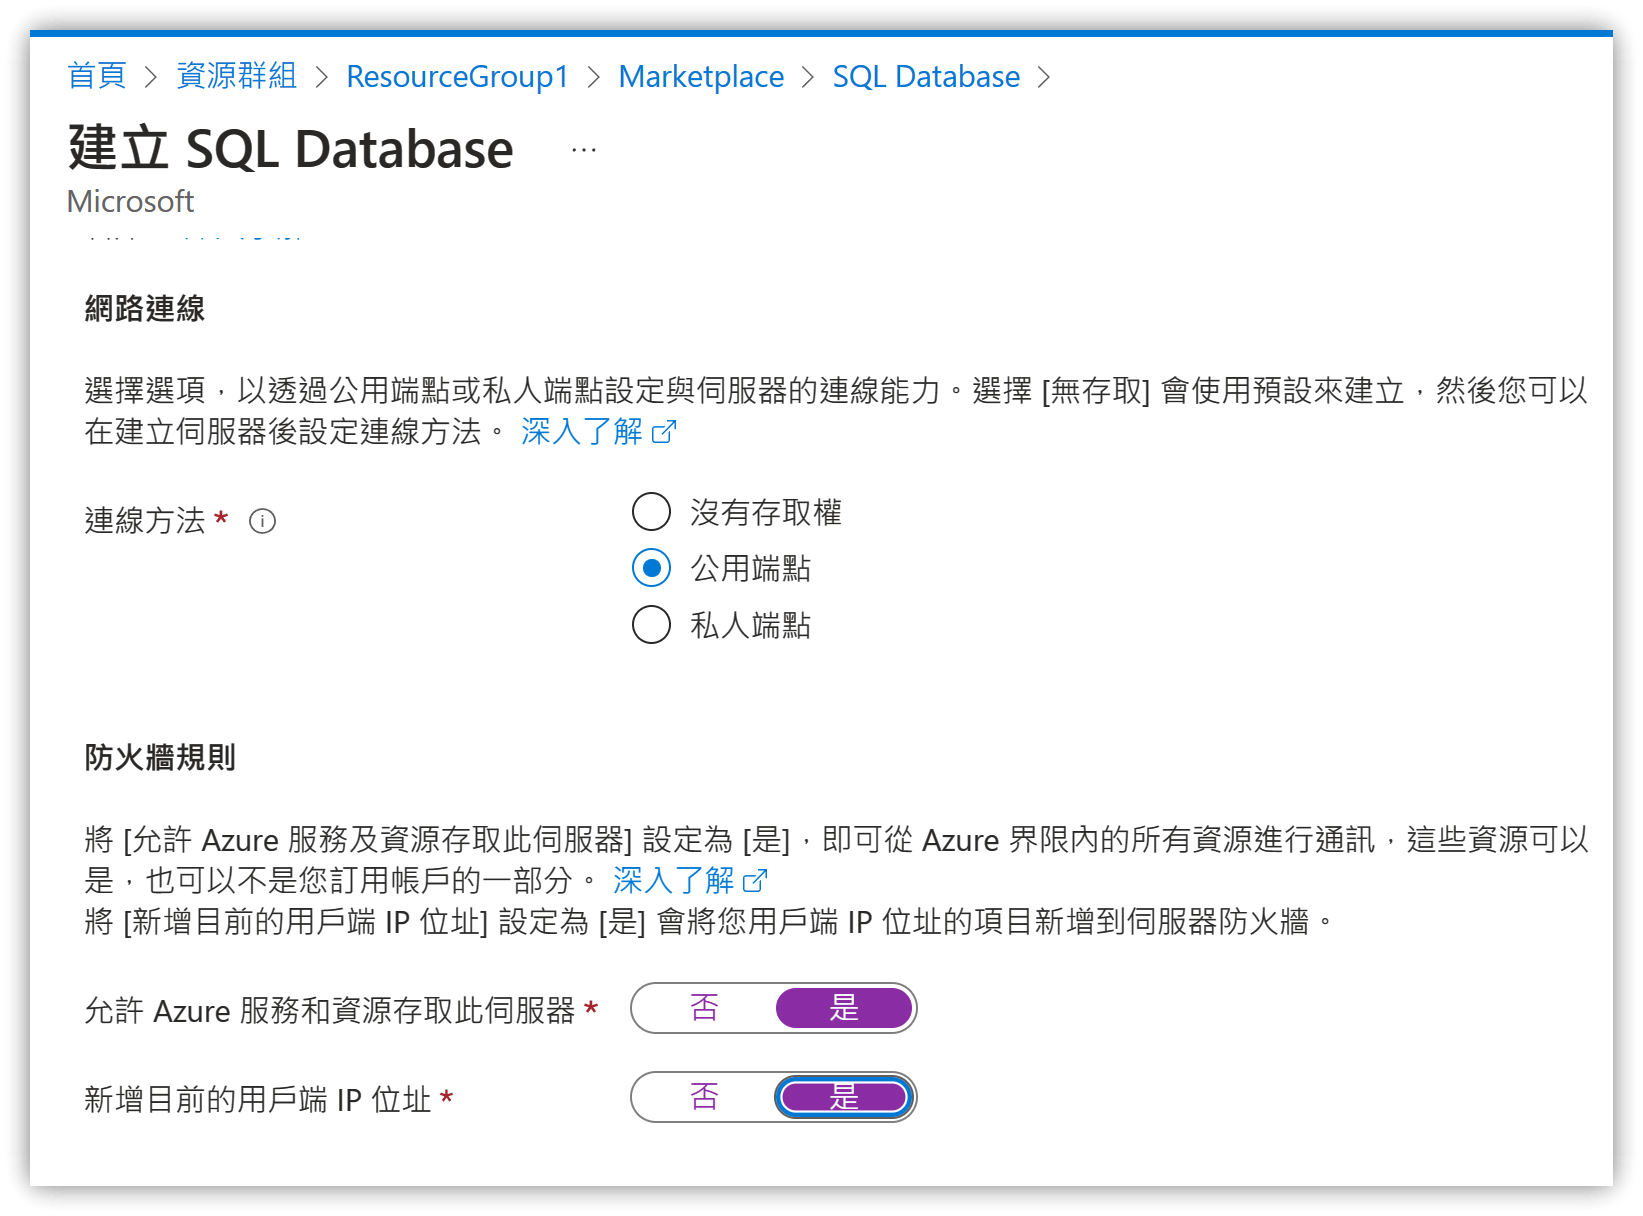 首頁 > 資源群組 > ResourceGroup1 > Marketplace > SQL Database >
建立 SQL Database ...
Microsoft
網路連線
選擇選項，以透過公用端點或私人端點設定與伺服器的連線能力。選擇 [無存取] 會使用預設來建立，然後您可以
在建立伺服器後設定連線方法。 深入了解
連線方法 *
沒有存取權
公用端點
私人端點
防火牆規則
將 [允許 Azure 服務及資源存取此伺服器] 設定為 [是]，即可從 Azure 界限內的所有資源進行通訊，這些資源可以
是，也可以不是您訂用帳戶的一部分。 深入了解
將 [新增目前的用戶端 IP 位址] 設定為 [是] 會將您用戶端 IP 位址的項目新增到伺服器防火牆。
允許 Azure 服務和資源存取此伺服器 * 否 是
新增目前的用戶端 IP 位址 * 否 是